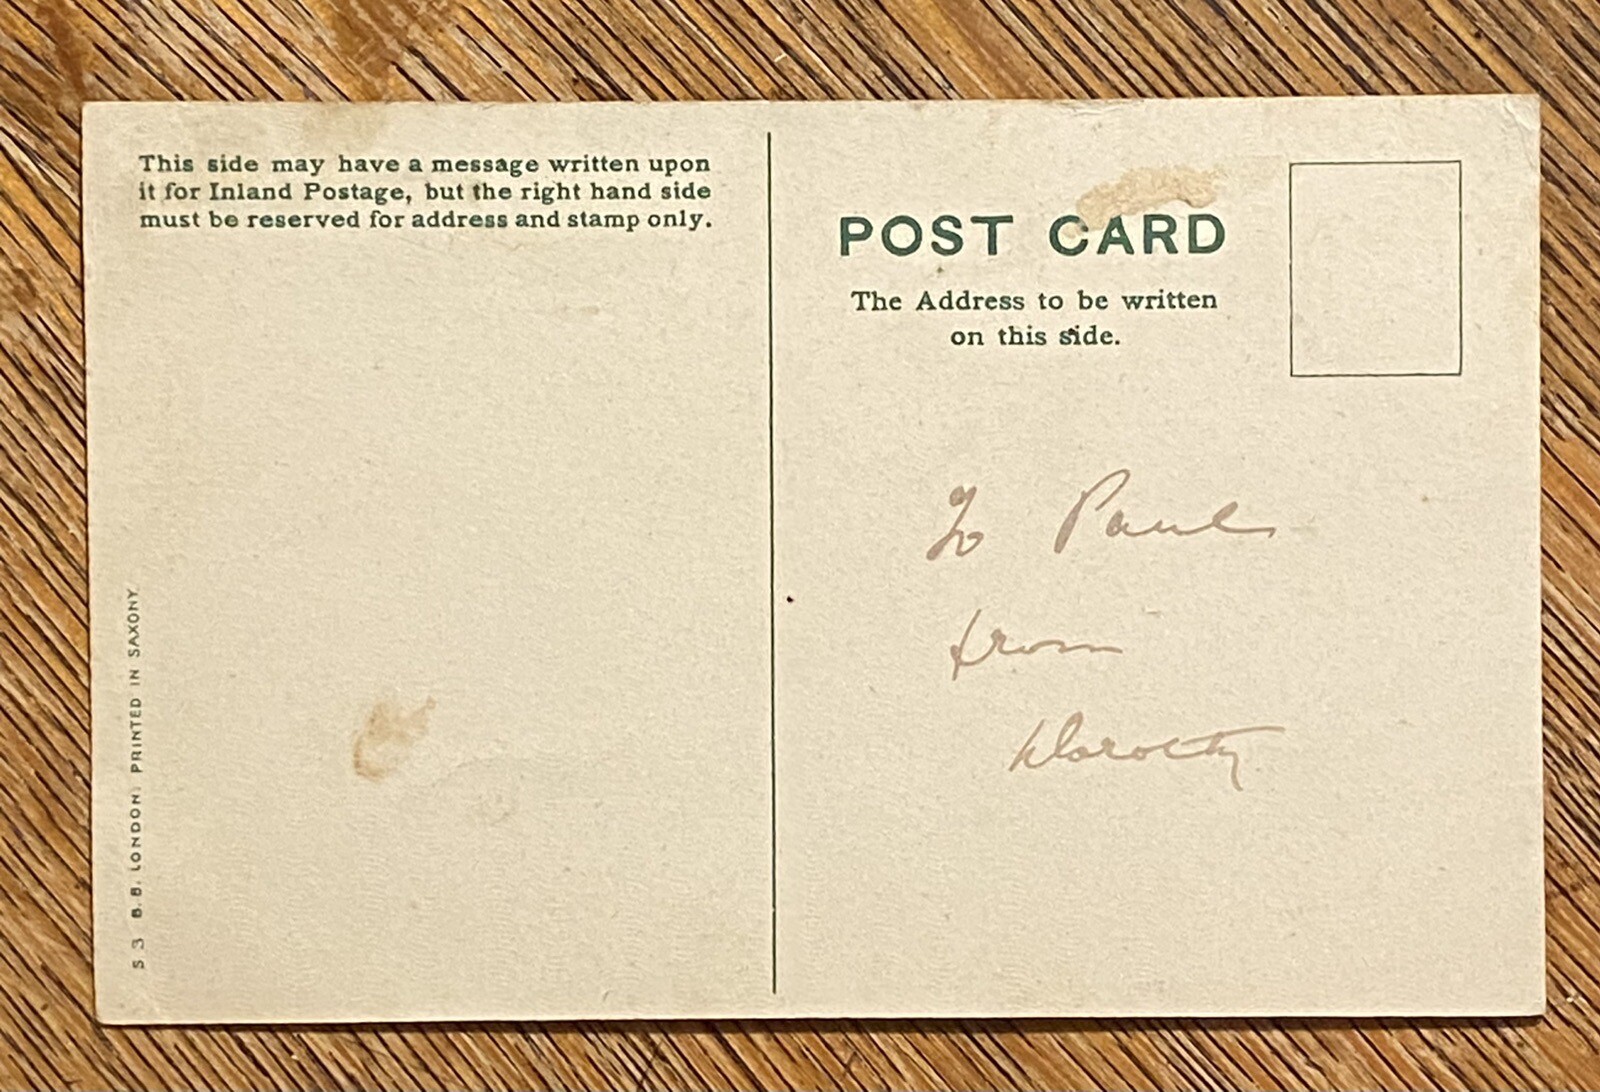 This side may have a message written upon
it for Inland Postage, but the right hand side
must be reserved for address and stamp only.
POST CARD
The Address to be written
on this side.
To Paul
from
Dorothy
S 3 B.B. LONDON. PRINTED IN SAXONY.